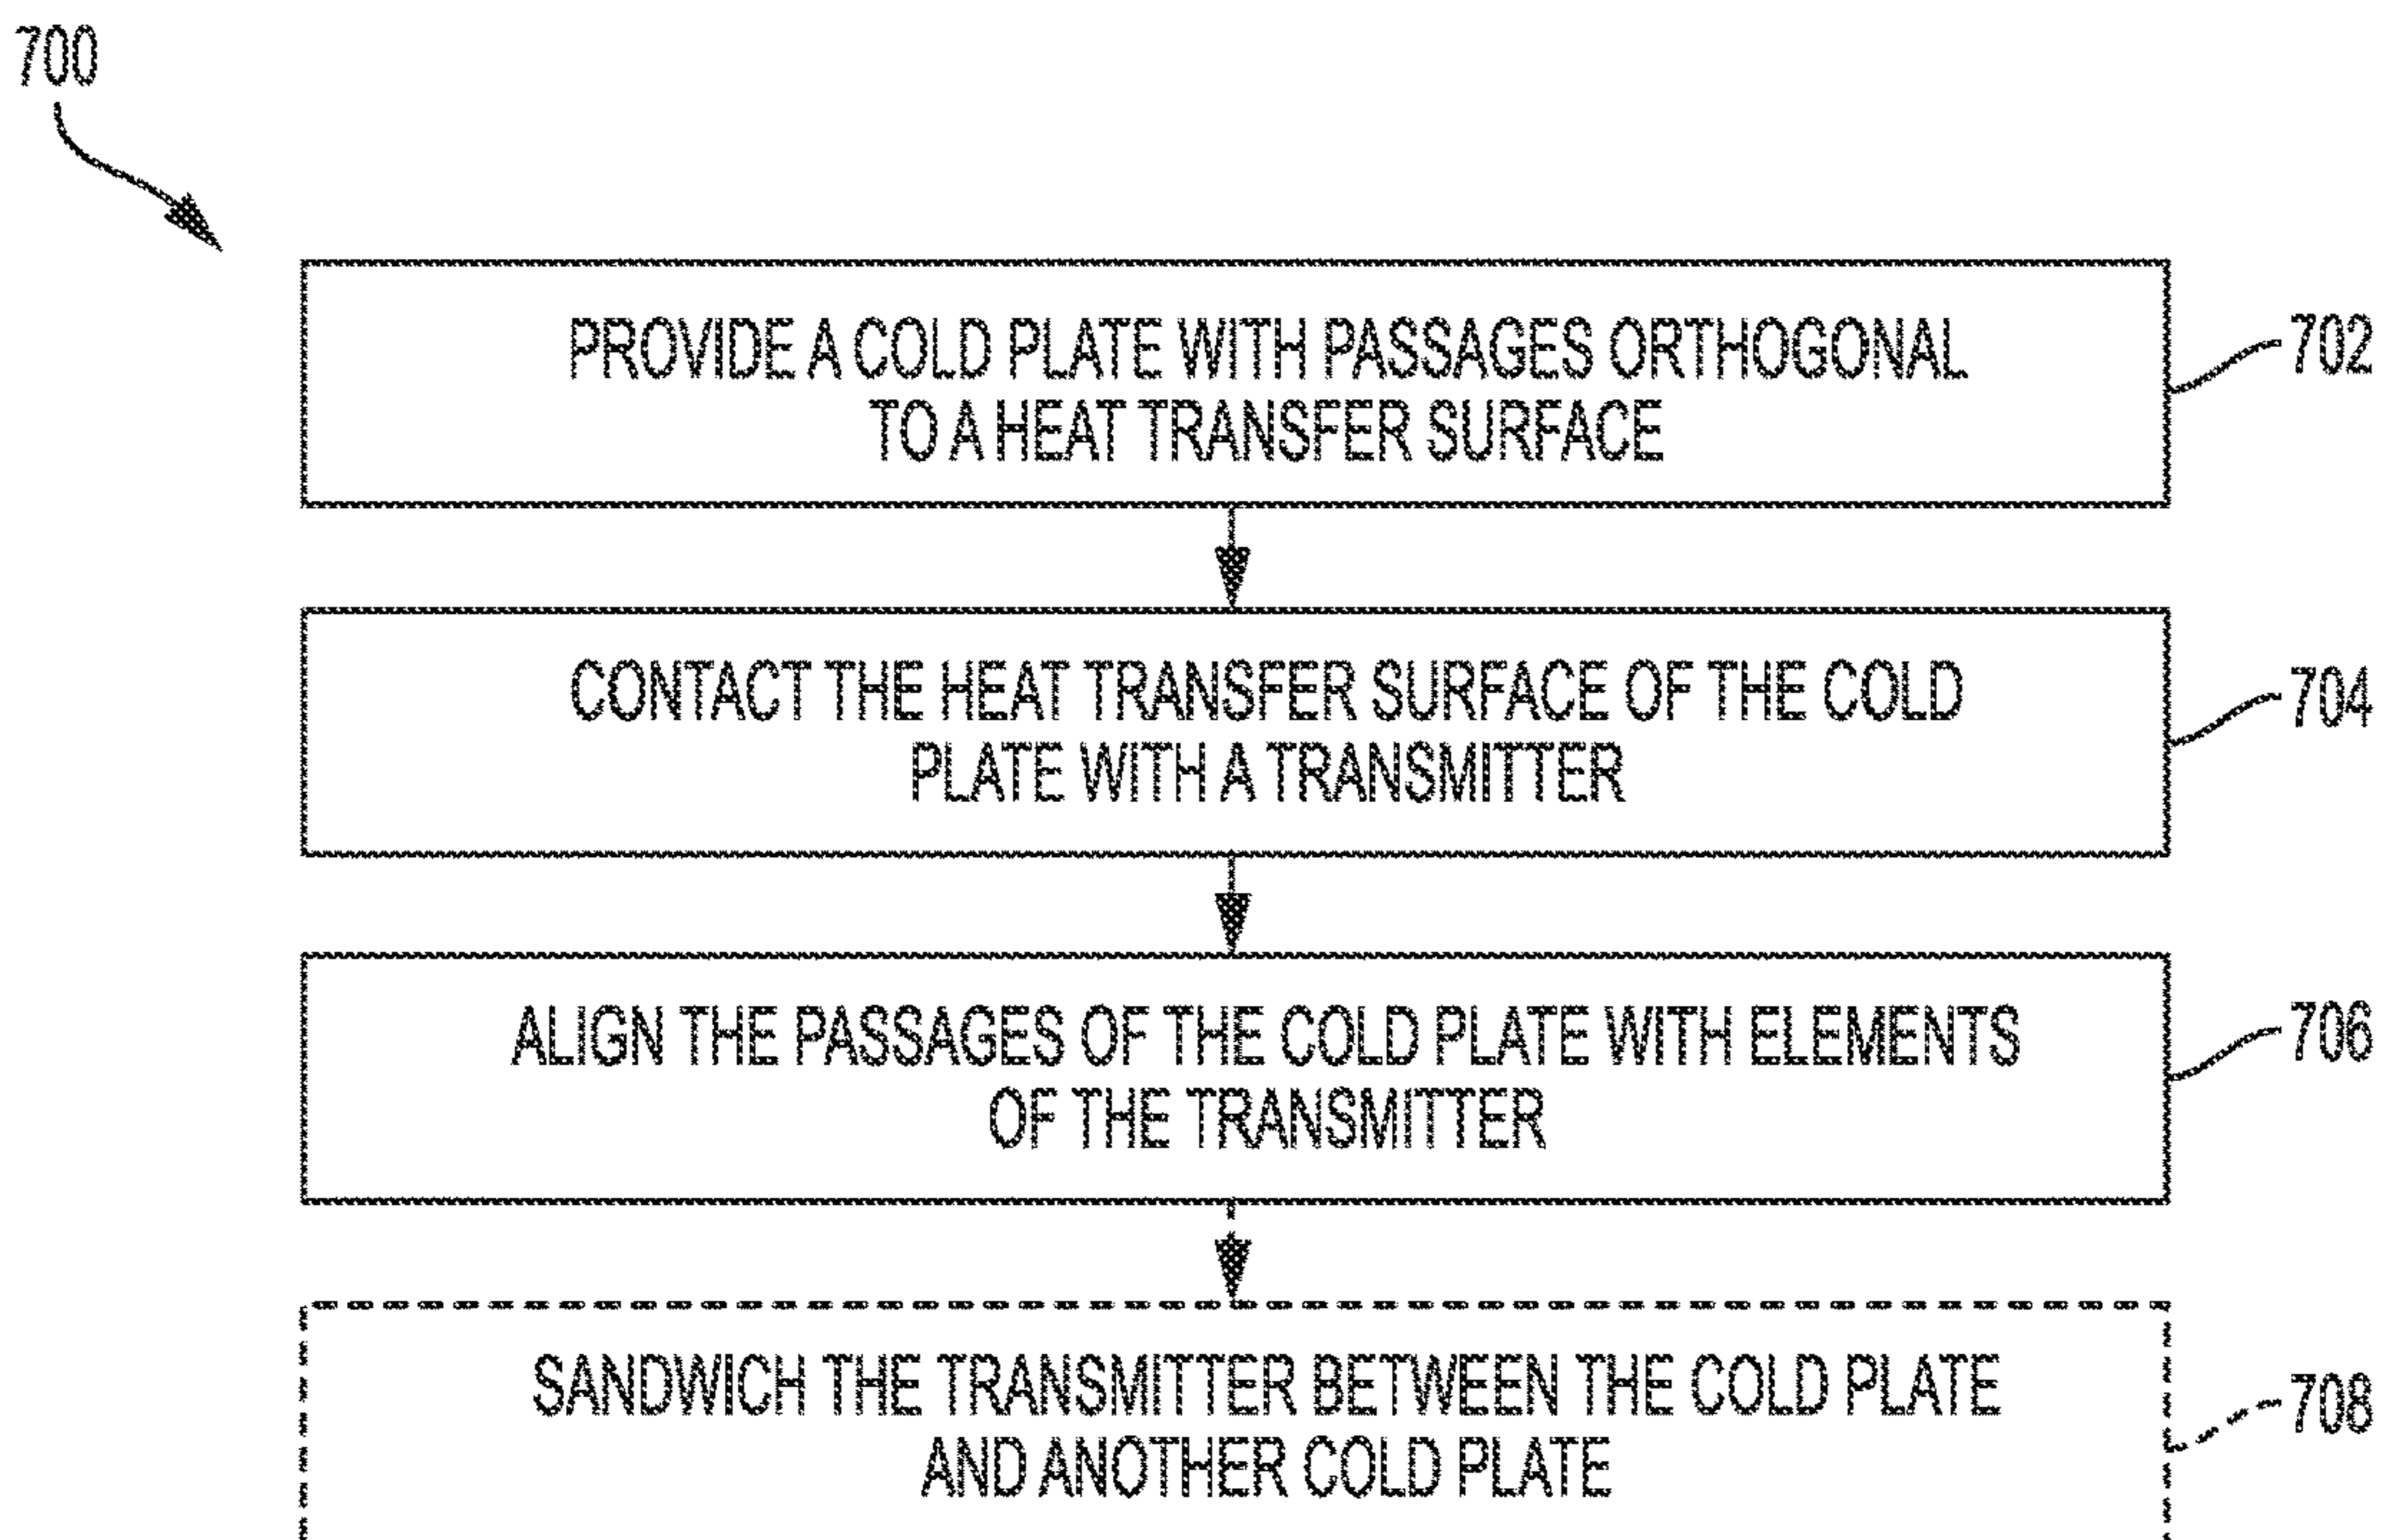 700
PROVIDE A COLD PLATE WITH PASSAGES ORTHOGONAL
TO A HEAT TRANSFER SURFACE
702
CONTACT THE HEAT TRANSFER SURFACE OF THE COLD
PLATE WITH A TRANSMITTER
704
ALIGN THE PASSAGES OF THE COLD PLATE WITH ELEMENTS
OF THE TRANSMITTER
706
SANDWICH THE TRANSMITTER BETWEEN THE COLD PLATE
AND ANOTHER COLD PLATE
708